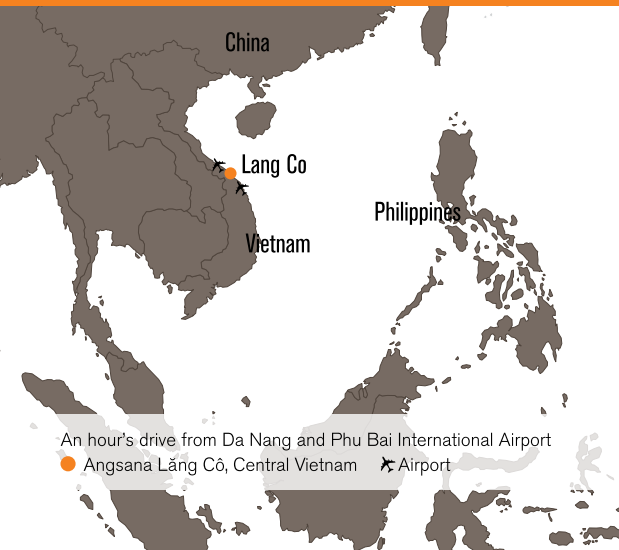 China
Lang Co
Philippines
Vietnam
An hour's drive from Da Nang and Phu Bai International Airport
Angsana Lăng Cô, Central Vietnam Airport